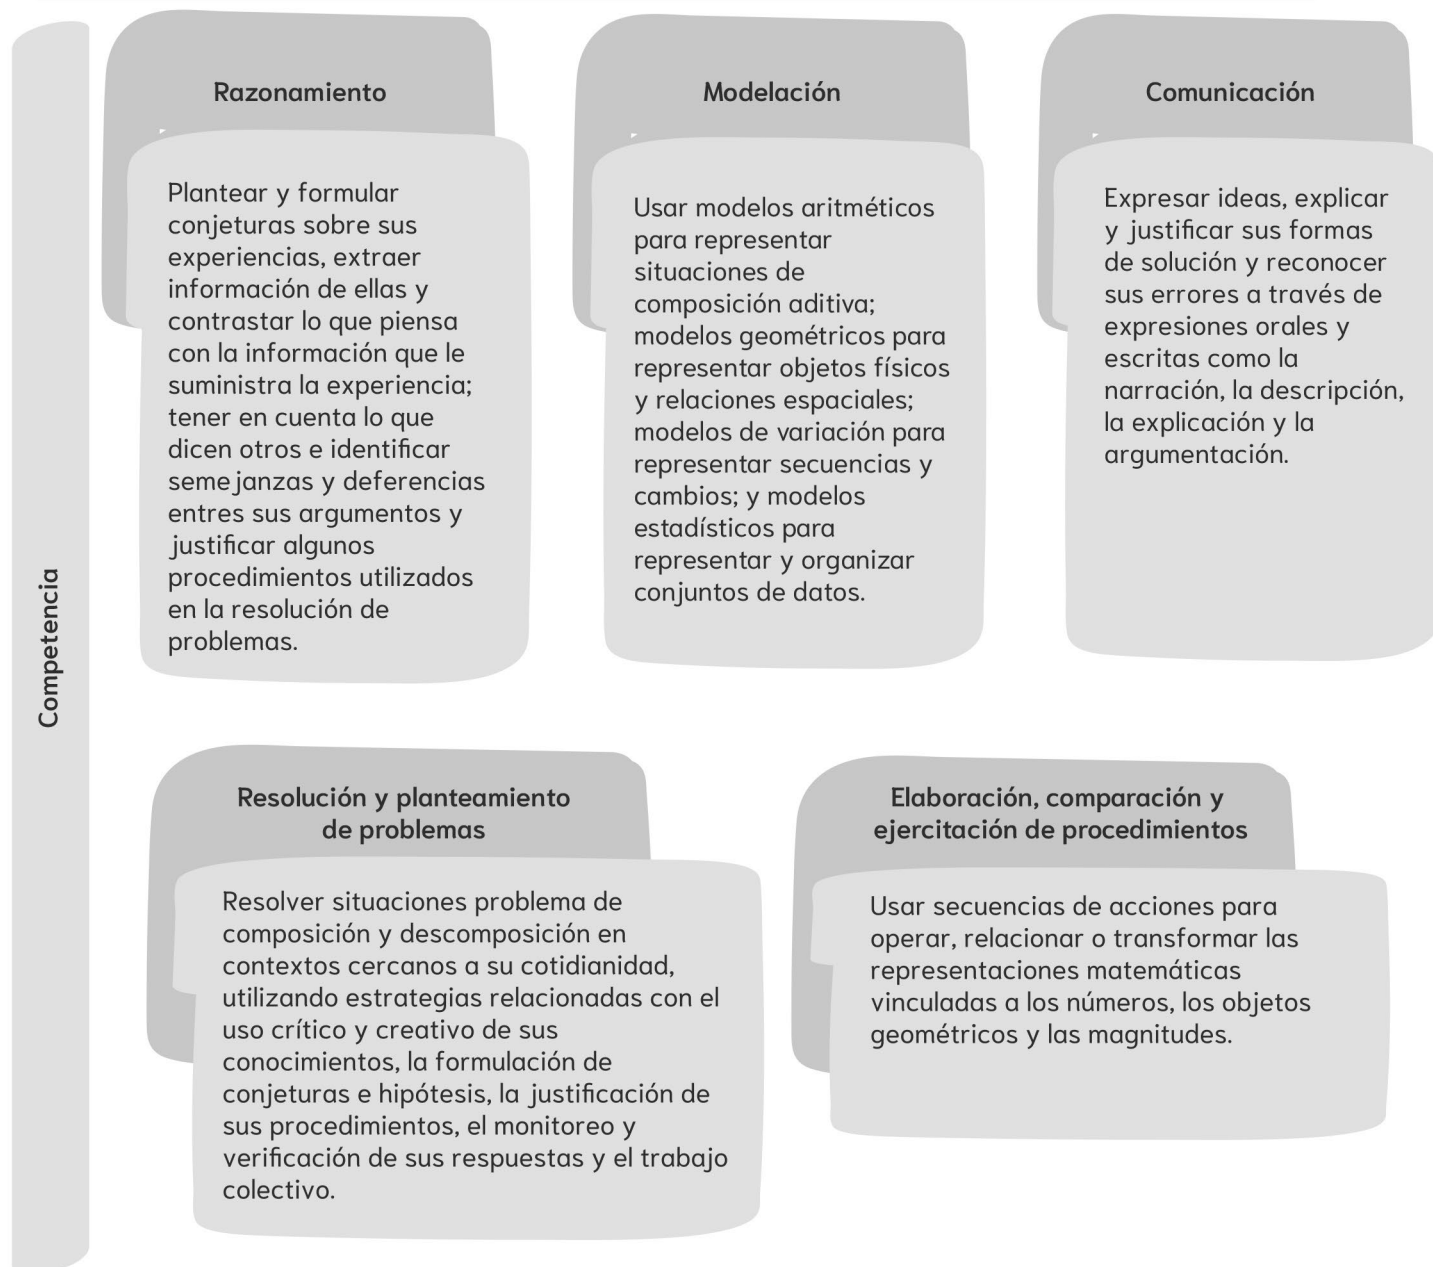 Competencia
Razonamiento
Plantear y formular
conjeturas sobre sus
experiencias, extraer
información de ellas y
contrastar lo que piensa
con la información que le
suministra la experiencia;
tener en cuenta lo que
dicen otros e identificar
semejanzas y deferencias
entres sus argumentos y
justificar algunos
procedimientos utilizados
en la resolución de
problemas.
Modelación
Usar modelos aritméticos
para representar
situaciones de
composición aditiva;
modelos geométricos para
representar objetos físicos
y relaciones espaciales;
modelos de variación para
representar secuencias y
cambios; y modelos
estadísticos para
representar y organizar
conjuntos de datos.
Comunicación
Expresar ideas, explicar
y justificar sus formas
de solución y reconocer
sus errores a través de
expresiones orales y
escritas como la
narración, la descripción,
la explicación y la
argumentación.
Resolución y planteamiento
de problemas
Resolver situaciones problema de
composición y descomposición en
contextos cercanos a su cotidianidad,
utilizando estrategias relacionadas con el
uso crítico y creativo de sus
conocimientos, la formulación de
conjeturas e hipótesis, la justificación de
sus procedimientos, el monitoreo y
verificación de sus respuestas y el trabajo
colectivo.
Elaboración, comparación y
ejercitación de procedimientos
Usar secuencias de acciones para
operar, relacionar o transformar las
representaciones matemáticas
vinculadas a los números, los objetos
geométricos y las magnitudes.